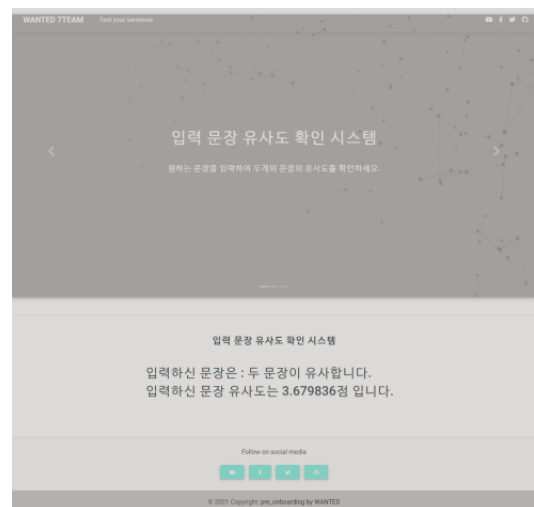 WANTED 7TEAM Test your sentence
입력 문장 유사도 확인 시스템
원하는 문장을 입력하여 두개의 문장의 유사도를 확인하세요.
입력 문장 유사도 확인 시스템
입력하신 문장은 : 두 문장이 유사합니다.
입력하신 문장 유사도는 3.679836점 입니다.
Follow on social media
© 2021 Copyright: pre_onboarding by WANTED